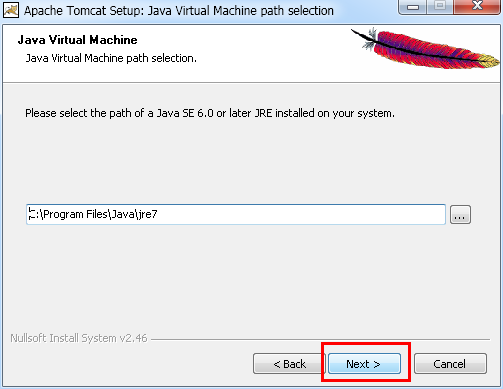 Apache Tomcat Setup: Java Virtual Machine path selection
Java Virtual Machine
Java Virtual Machine path selection.
Please select the path of a Java SE 6.0 or later JRE installed on your system.
C:\Program Files\Java\jre7
...
Nullsoft Install System v2.46
< Back
Next >
Cancel